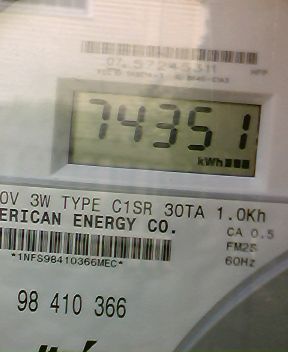 74351
kWh
0V 3W TYPE C1SR 30TA 1.0Kh
ERICAN ENERGY CO.
CA 0.5
FM2S
*1NFS98410366MEC*
60Hz
98 410 366